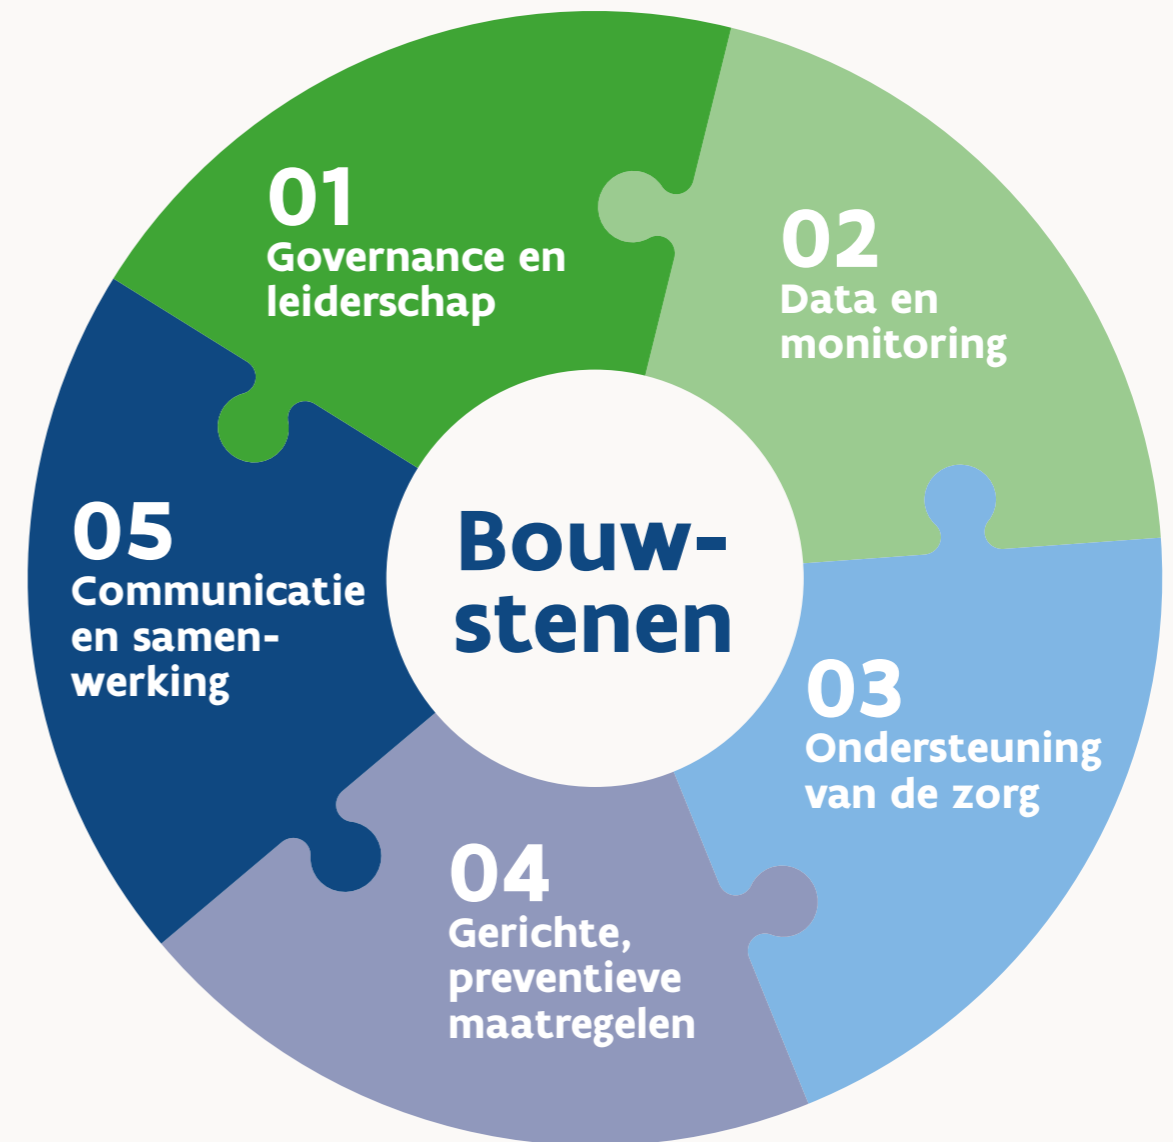 01
Governance en
leiderschap
02
Data en
monitoring
03
Ondersteuning
van de zorg
04
Gerichte,
preventieve
maatregelen
05
Communicatie
en samen-
werking
Bouw-
stenen